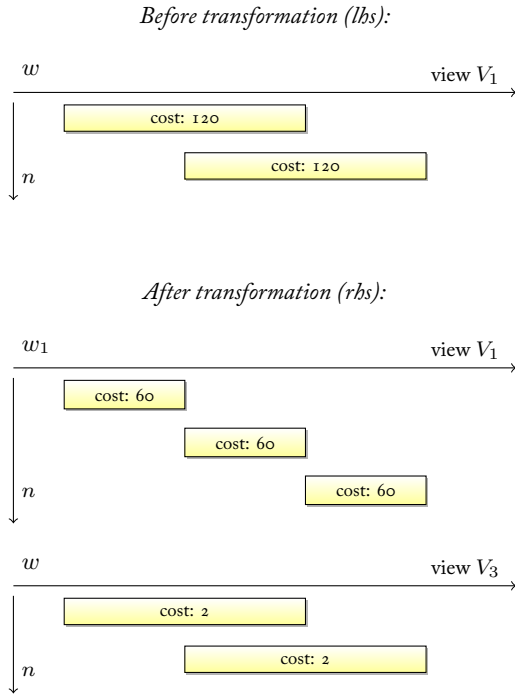 Before transformation (lhs):
w
view V₁
cost: 120
cost: 120
n
After transformation (rhs):
w₁
view V₁
cost: 60
cost: 60
cost: 60
n
w
view V₃
cost: 2
cost: 2
n